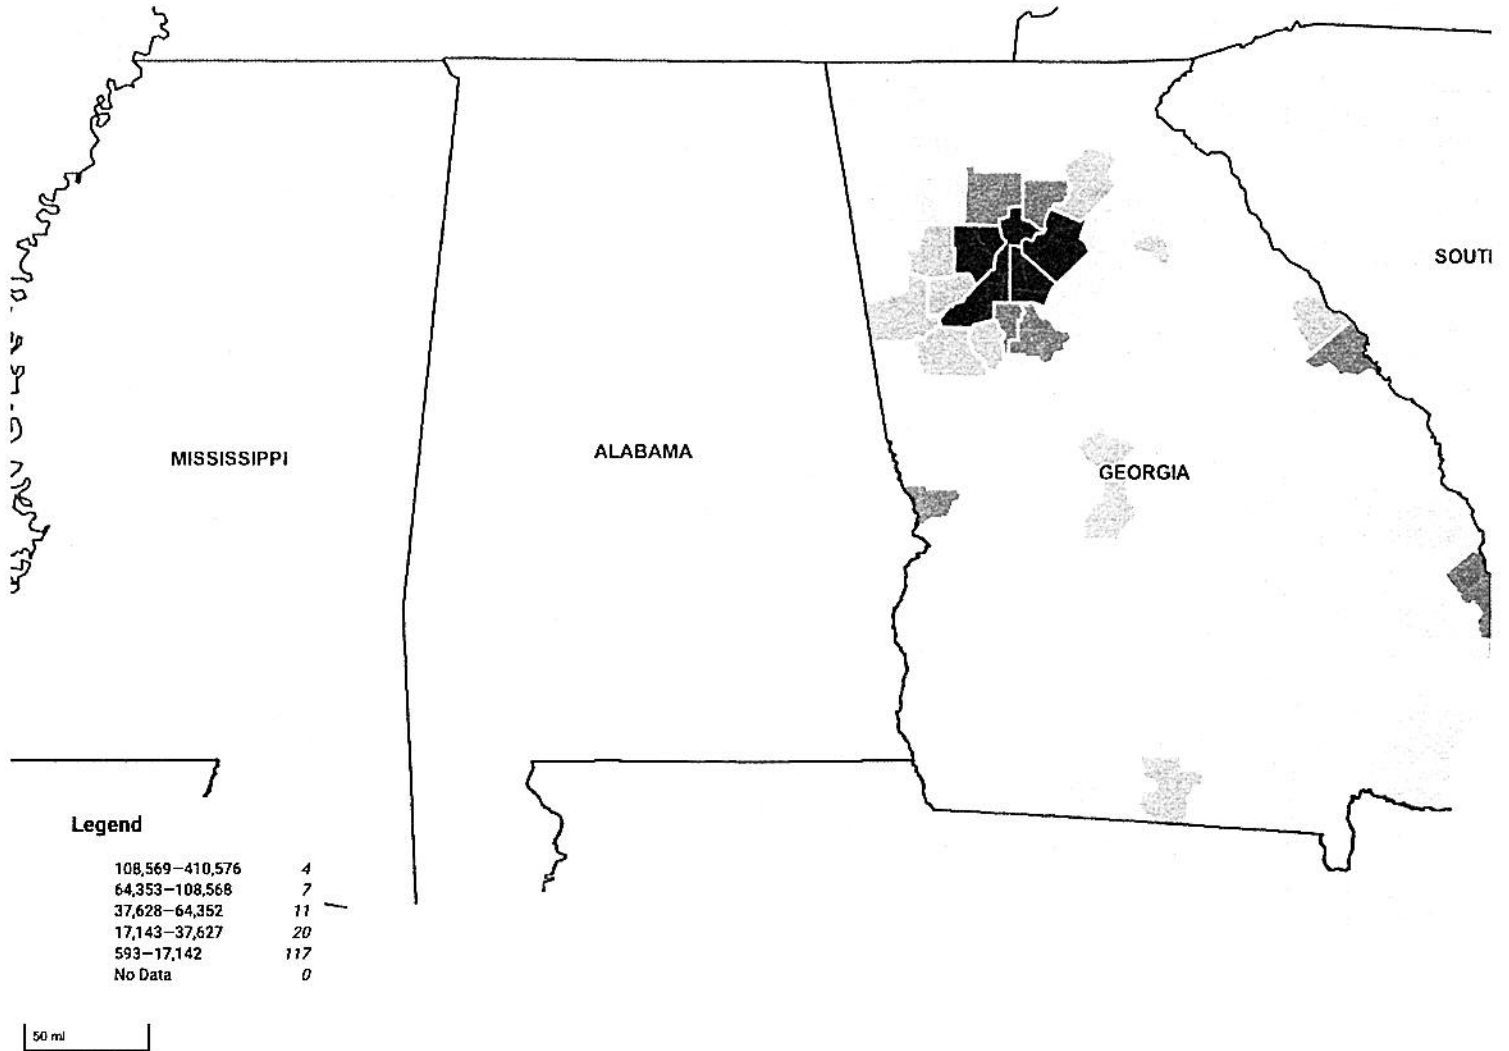 SOUTI
MISSISSIPPI
ALABAMA
GEORGIA
Legend
108,569–410,576 4
64,353–108,568 7
37,628–64,352 11
17,143–37,627 20
593–17,142 117
No Data 0
50 mi